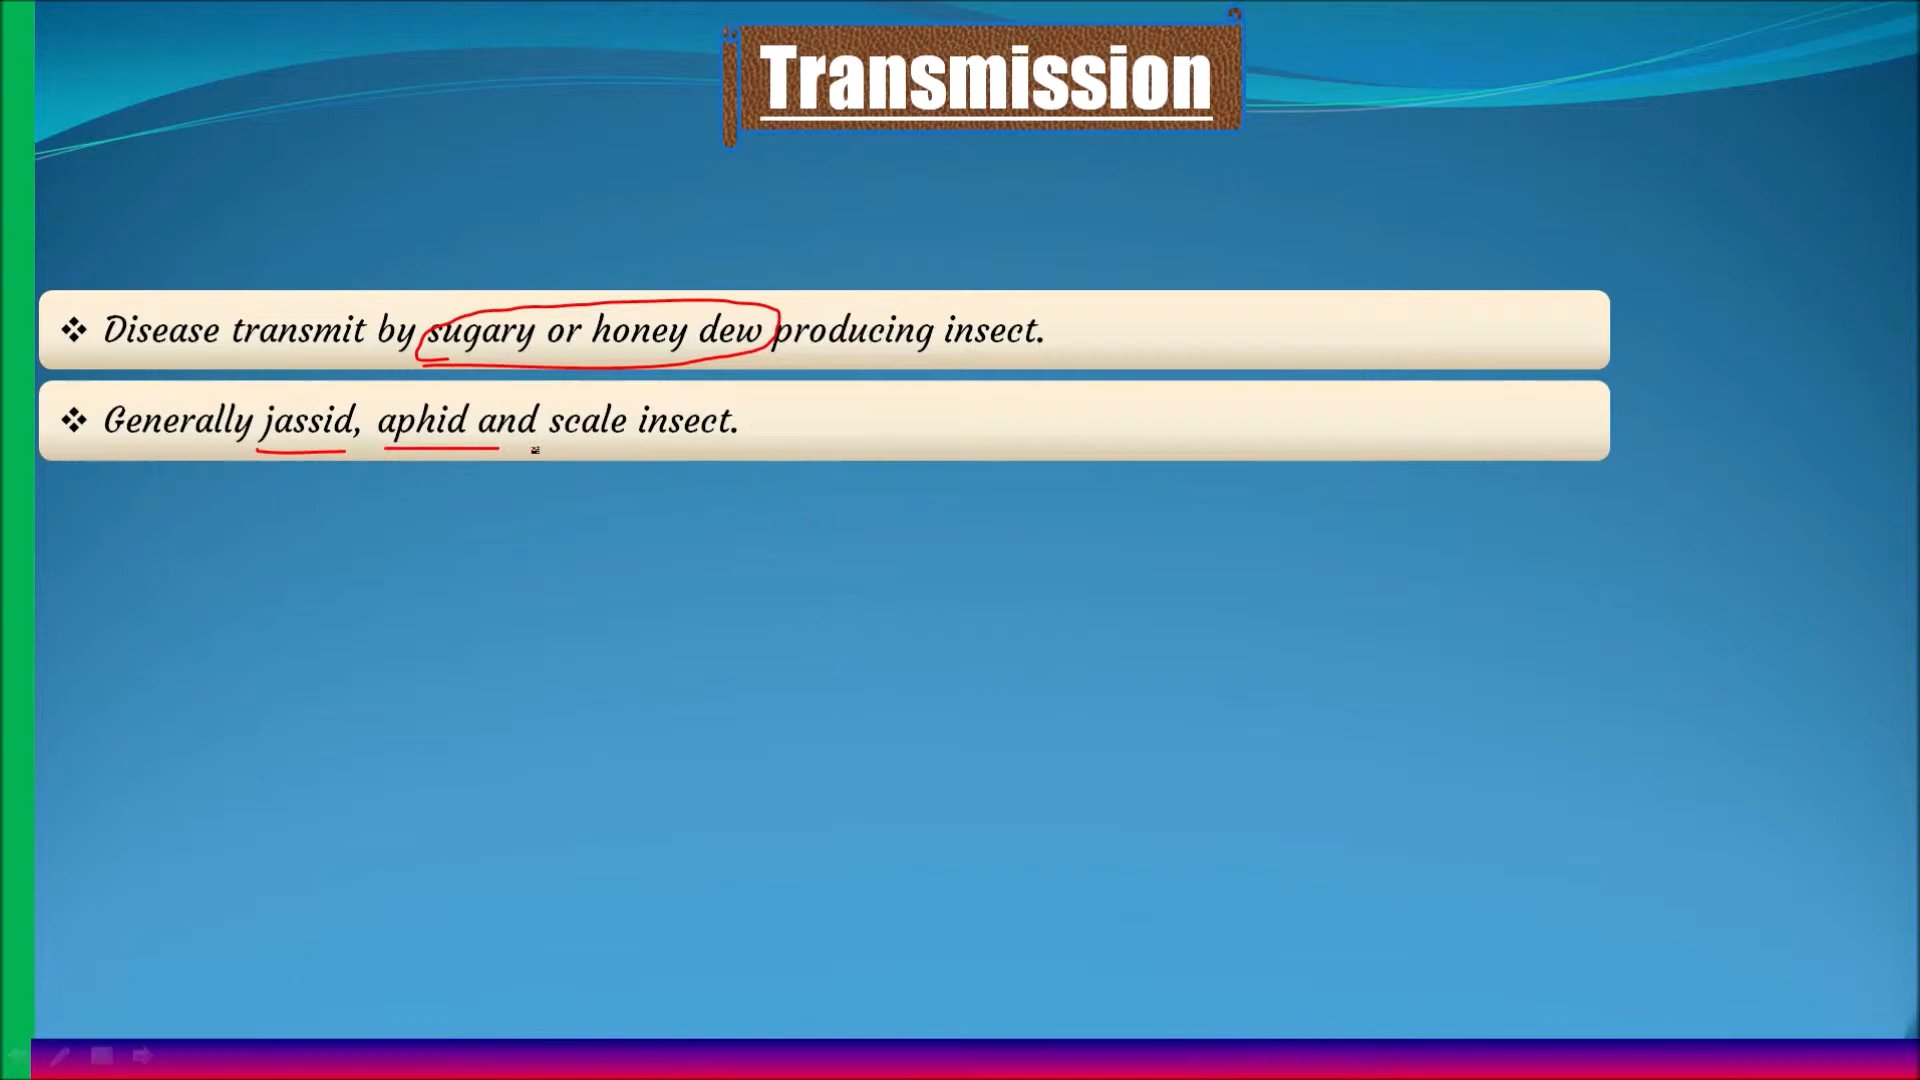 Transmission
❖ Disease transmit by sugary or honey dew producing insect.
❖ Generally jassid, aphid and scale insect.